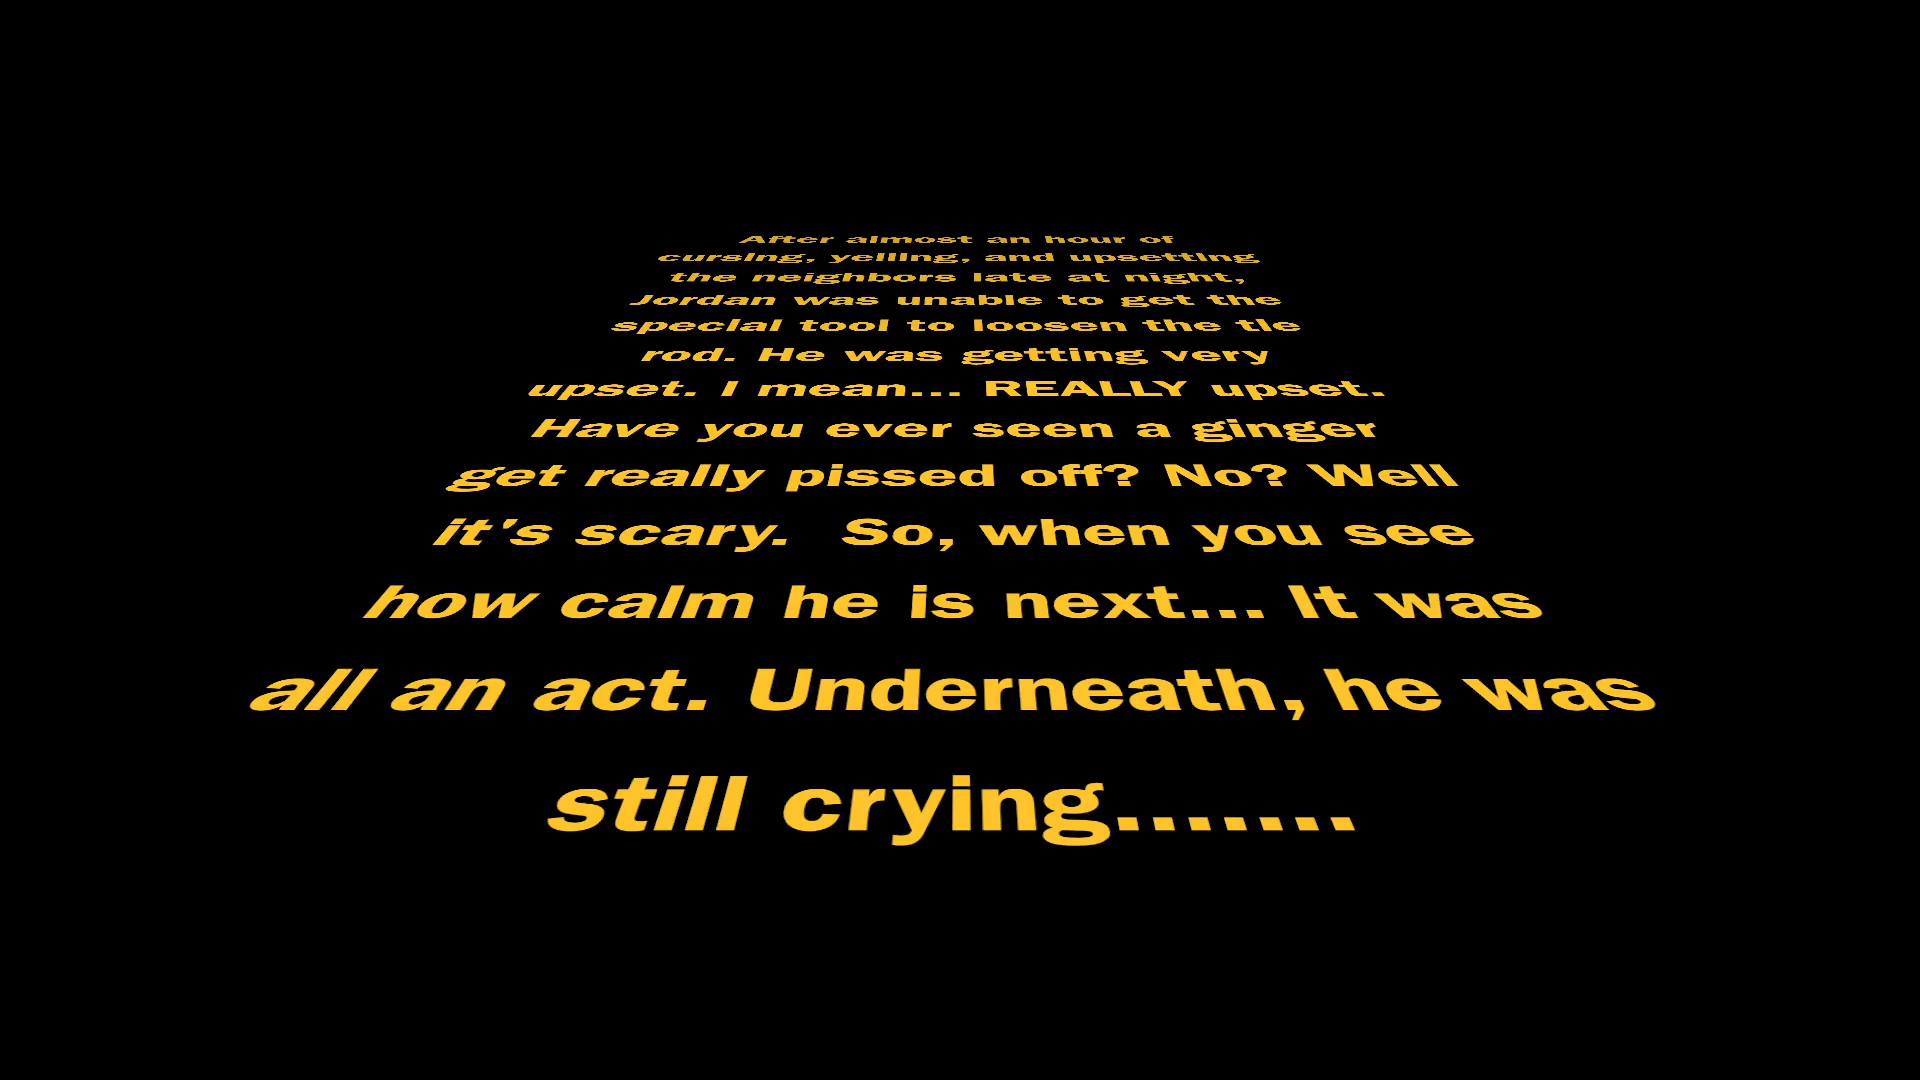 After almost an hour of
cursing, yelling, and upsetting
the neighbors late at night,
Jordan was unable to get the
special tool to loosen the tie
rod. He was getting very
upset. I mean... REALLY upset.
Have you ever seen a ginger
get really pissed off? No? Well
it's scary.  So, when you see
how calm he is next... It was
all an act. Underneath, he was
still crying.......